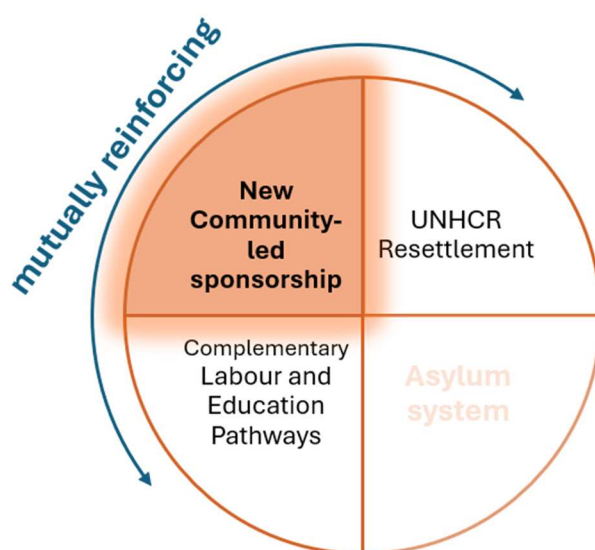 mutually reinforcing
New
Community-
led
sponsorship
UNHCR
Resettlement
Complementary
Labour and
Education
Pathways
Asylum
system